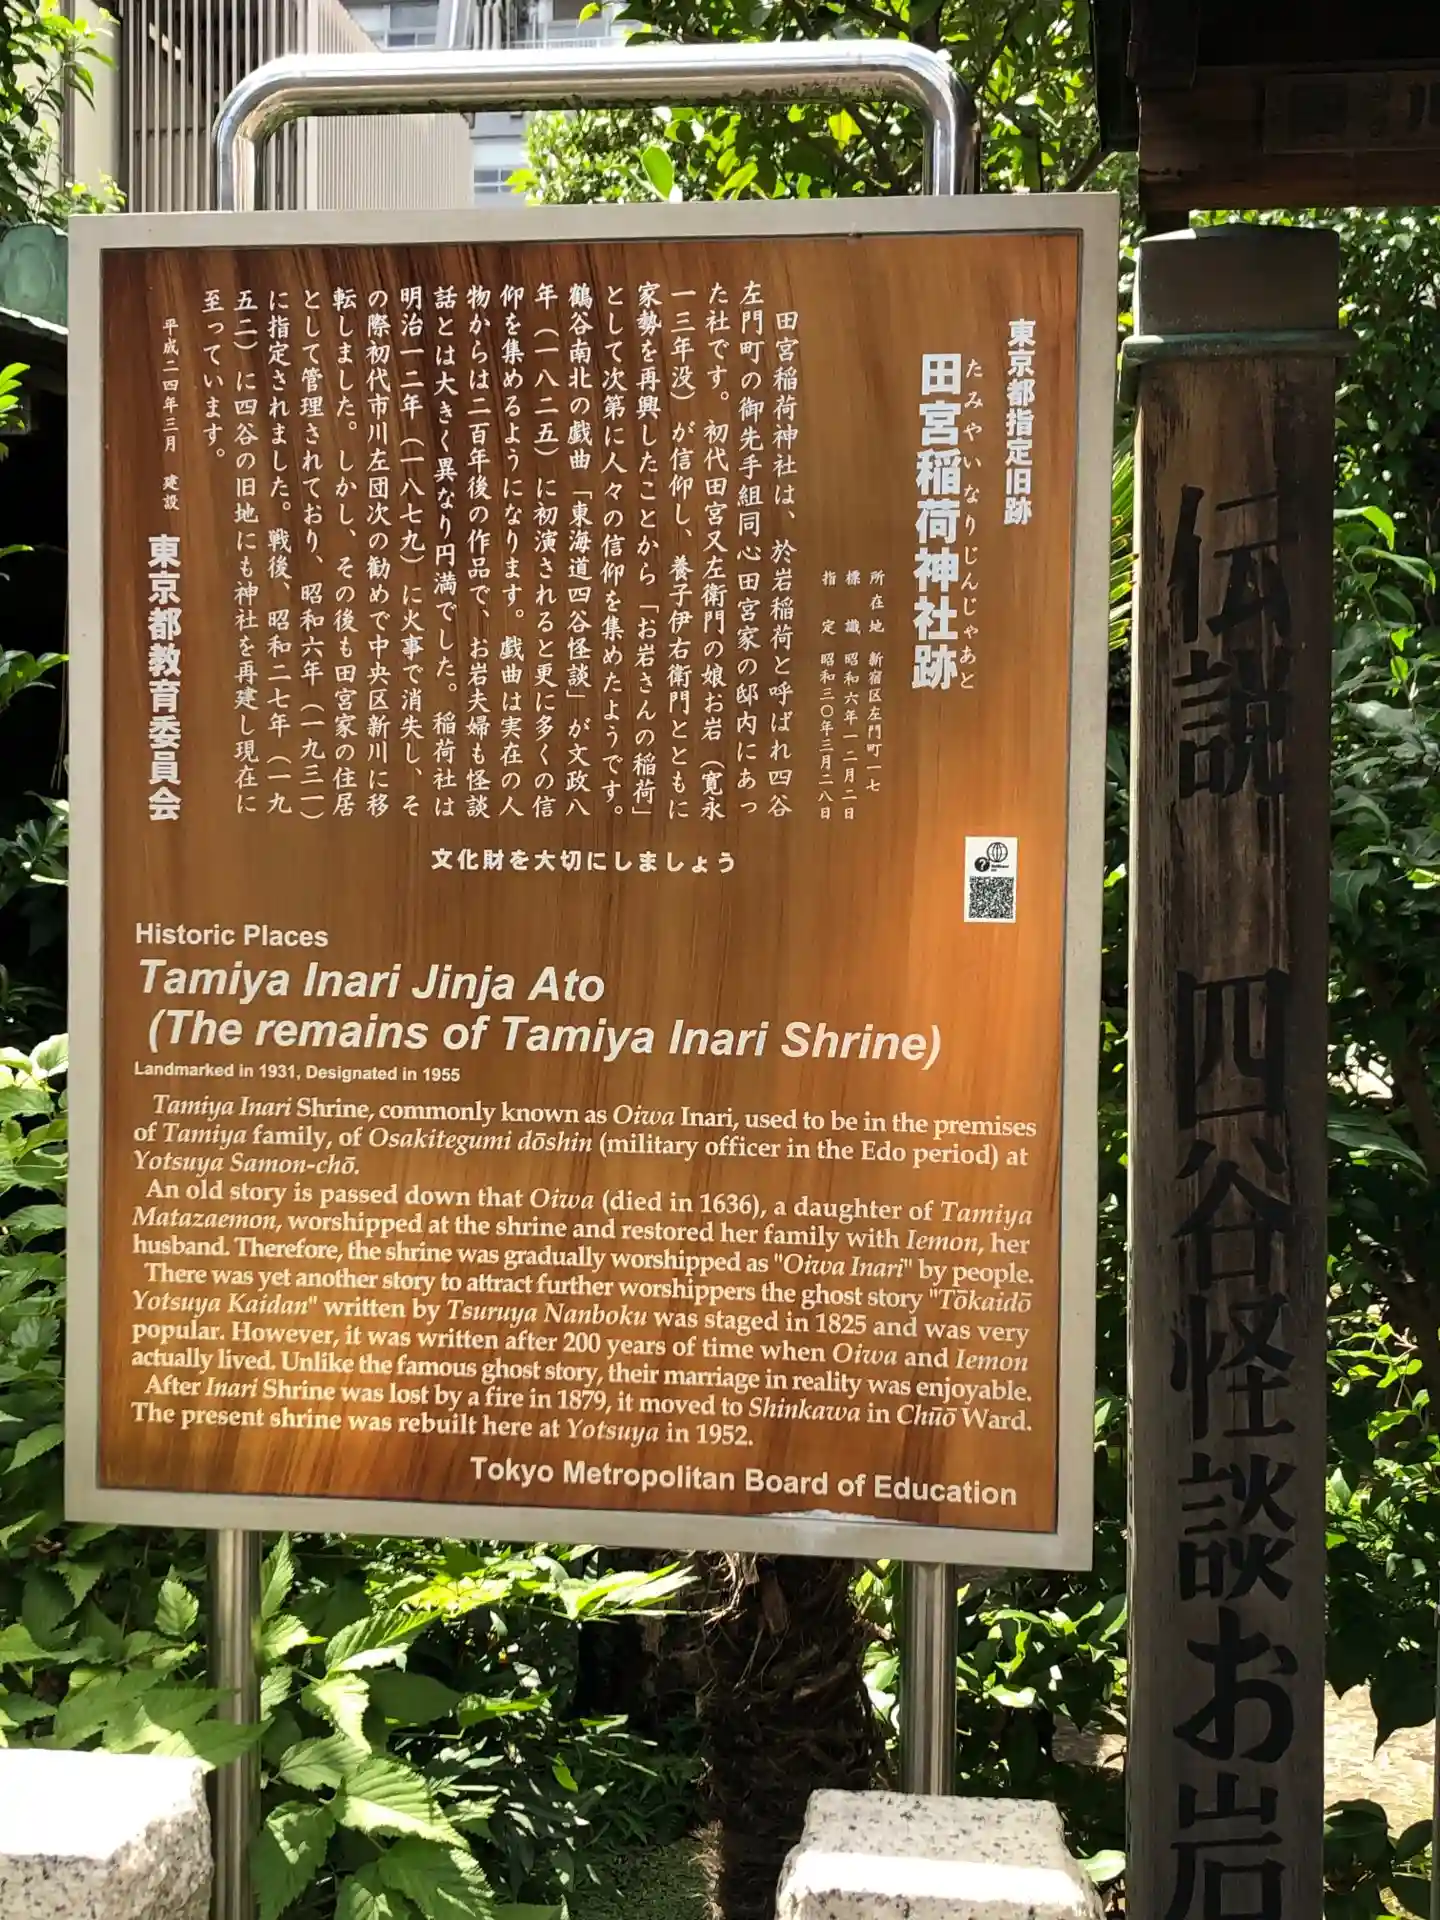 東京都指定旧跡
たみやいなりじんじゃあと
田宮稲荷神社跡
所在地 新宿区左門町一七
標 識 昭和六年一二月二日
指 定 昭和三〇年三月二八日
田宮稲荷神社は、於岩稲荷と呼ばれ四谷
左門町の御先手組同心田宮家の邸内にあっ
た社です。初代田宮又左衛門の娘お岩（寛永
一三年没）が信仰し、養子伊右衛門とともに
家勢を再興したことから「お岩さんの稲荷」
として次第に人々の信仰を集めたようです。
鶴谷南北の戯曲「東海道四谷怪談」が文政八
年（一八二五）に初演されると更に多くの信
仰を集めるようになります。戯曲は実在の人
物からは二百年後の作品で、お岩夫婦も怪談
話とは大きく異なり円満でした。稲荷社は
明治一二年（一八七九）に火事で消失し、そ
の際初代市川左団次の勧めで中央区新川に移
転しました。しかし、その後も田宮家の住居
として管理されており、昭和六年（一九三一）
に指定されました。戦後、昭和二七年（一九
五二）に四谷の旧地にも神社を再建し現在に
至っています。
平成二四年三月 建設
東京都教育委員会
文化財を大切にしましょう
Historic Places
Tamiya Inari Jinja Ato
(The remains of Tamiya Inari Shrine)
Landmarked in 1931, Designated in 1955
Tamiya Inari Shrine, commonly known as Oiwa Inari, used to be in the premises
of Tamiya family, of Osakitegumi dōshin (military officer in the Edo period) at
Yotsuya Samon-chō.
An old story is passed down that Oiwa (died in 1636), a daughter of Tamiya
Matazaemon, worshipped at the shrine and restored her family with Iemon, her
husband. Therefore, the shrine was gradually worshipped as "Oiwa Inari" by people.
There was yet another story to attract further worshippers the ghost story "Tōkaidō
Yotsuya Kaidan" written by Tsuruya Nanboku was staged in 1825 and was very
popular. However, it was written after 200 years of time when Oiwa and Iemon
actually lived. Unlike the famous ghost story, their marriage in reality was enjoyable.
After Inari Shrine was lost by a fire in 1879, it moved to Shinkawa in Chūō Ward.
The present shrine was rebuilt here at Yotsuya in 1952.
Tokyo Metropolitan Board of Education
伝説 四谷怪談お岩